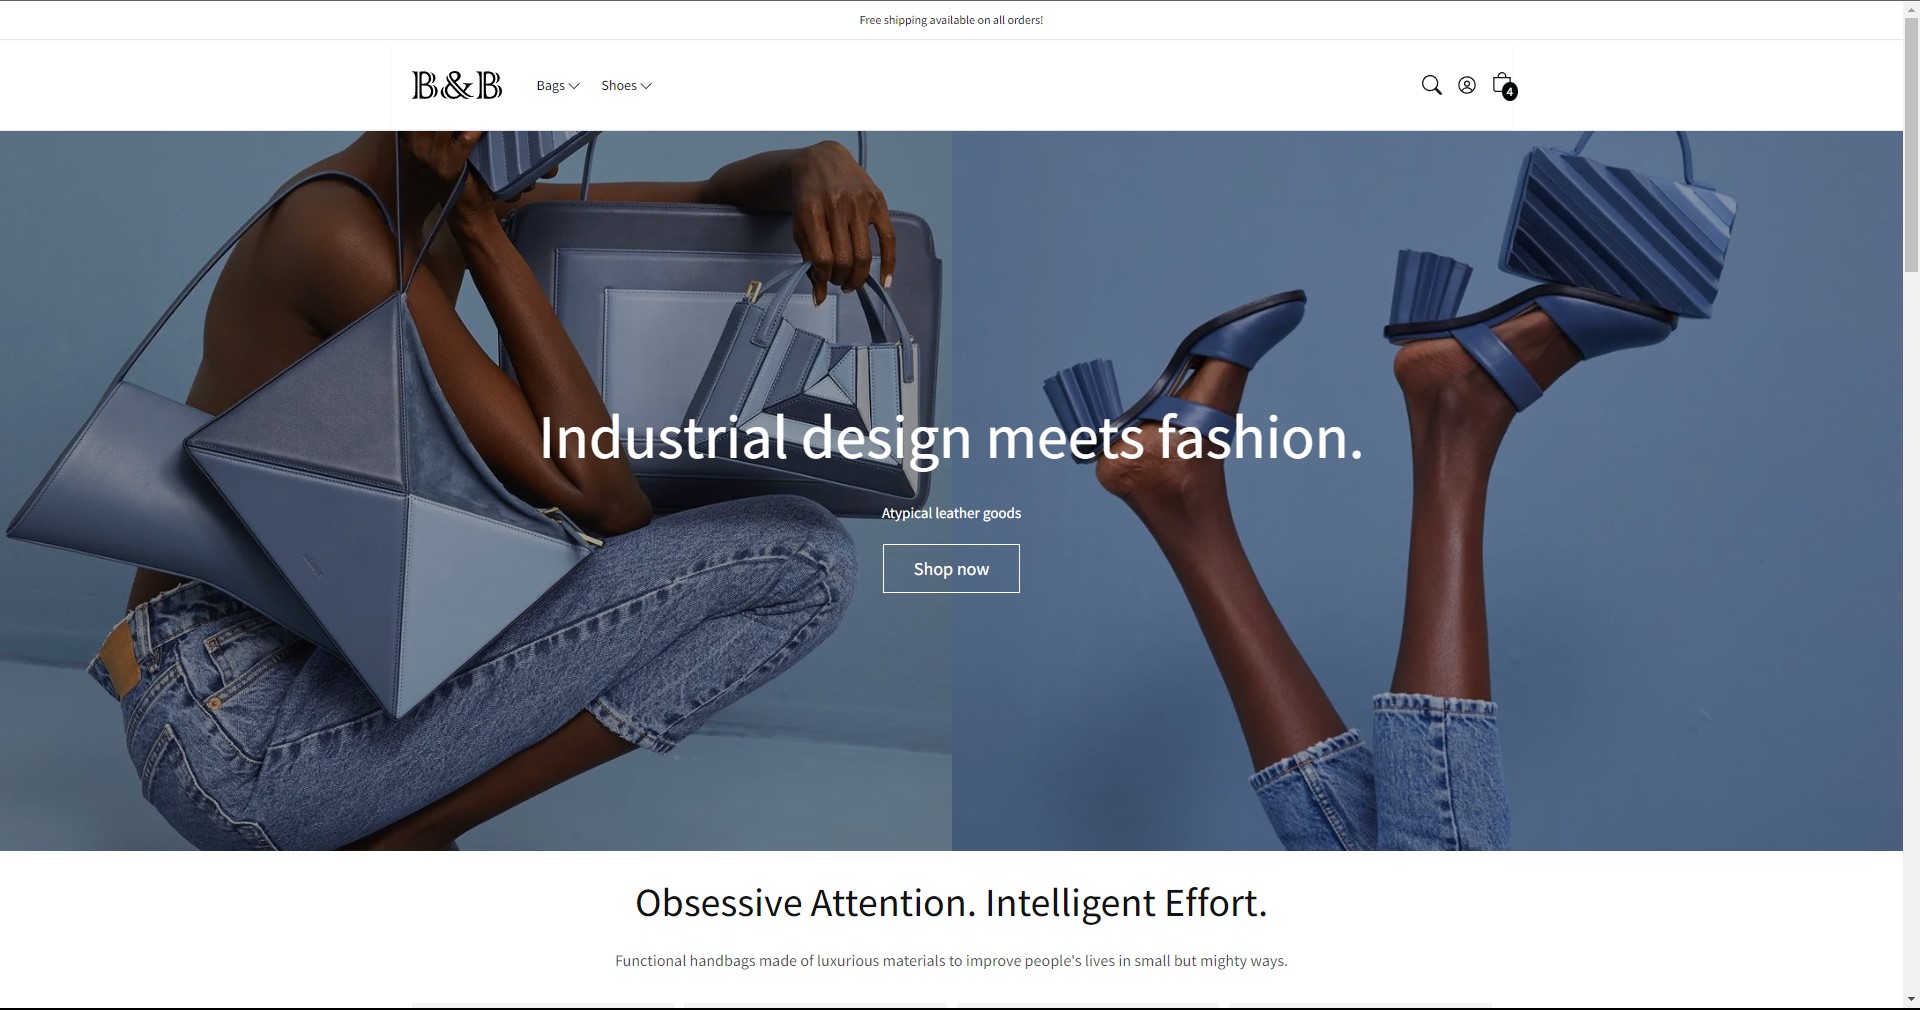 Free shipping available on all orders!
B&B
Bags
Shoes
4
Industrial design meets fashion.
Atypical leather goods
Shop now
Obsessive Attention. Intelligent Effort.
Functional handbags made of luxurious materials to improve people's lives in small but mighty ways.